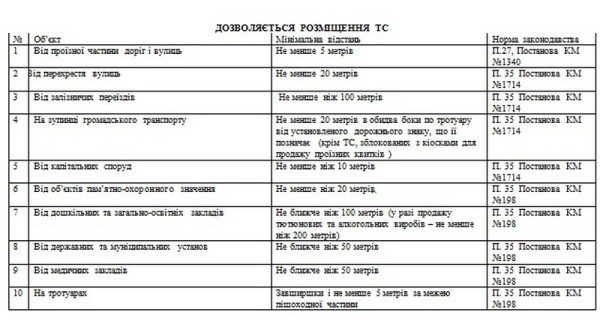 ДОЗВОЛЯЄТЬСЯ РОЗМІЩЕННЯ ТС
№ Об'єкт Мінімальна відстань Норма законодавства
1 Від проїзної частини доріг і вулиць Не менше 5 метрів П.27, Постанова КМ
№1340
2 Від перехрестя вулиць Не менше 20 метрів П. 35 Постанова КМ
№1714
3 Від залізничих переїздів Не менше ніж 100 метрів П. 35 Постанова КМ
№1714
4 На зупинці громадського транспорту Не менше 20 метрів в обидва боки по тротуару П. 35 Постанова КМ
від установленого дорожнього знаку, що її №1714
позначає (крім ТС, зблокованих з кіосками для
продажу проїзних квитків )
5 Від капітальних споруд Не менше ніж 10 метрів П. 35 Постанова КМ
№1714
6 Від об'єктів пам'ятно-охоронного значення Не менше ніж 20 метрів, П. 35 Постанова КМ
№198
7 Від дошкільних та загально-освітніх закладів Не ближче ніж 100 метрів (у разі продажу П. 35 Постанова КМ
тютюнових та алкогольних виробів – не менше №198
ніж 200 метрів)
8 Від державних та муніципальних установ Не ближче ніж 50 метрів П. 35 Постанова КМ
№198
9 Від медичних закладів Не ближче ніж 50 метрів П. 35 Постанова КМ
№198
10 На тротуарах Завширшки і не менше 5 метрів за межею П. 35 Постанова КМ
пішоходної частини №198